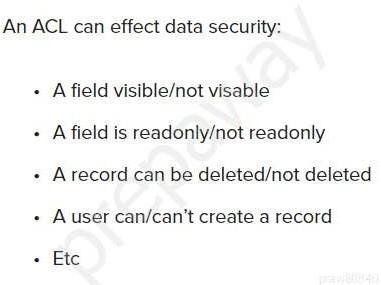 An ACL can effect data security:
• A field visible/not visable
• A field is readonly/not readonly
• A record can be deleted/not deleted
• A user can/can't create a record
• Etc
prepaway